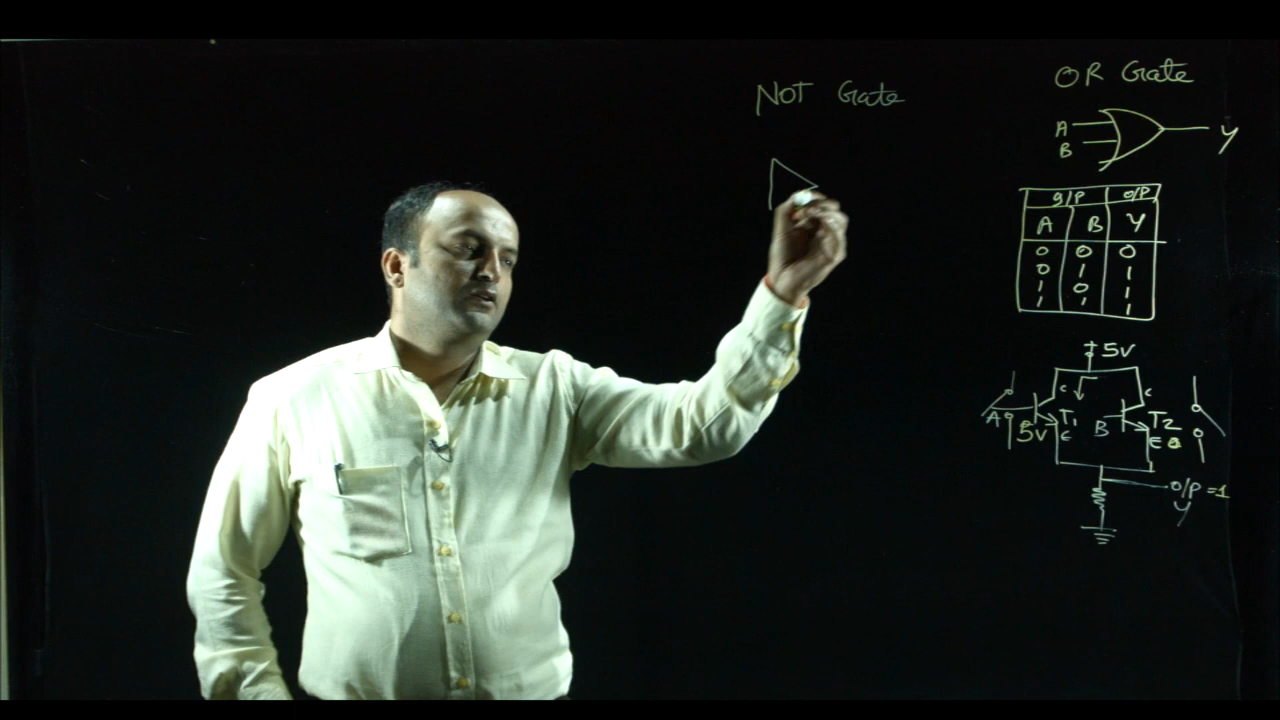 NOT Gate
OR Gate
A
B
Y
I/P O/P
A B Y
0 0 0
0 1 1
1 0 1
1 1 1
5V
C C
A T1 B T2
5V E E 0
O/P = 1
Y